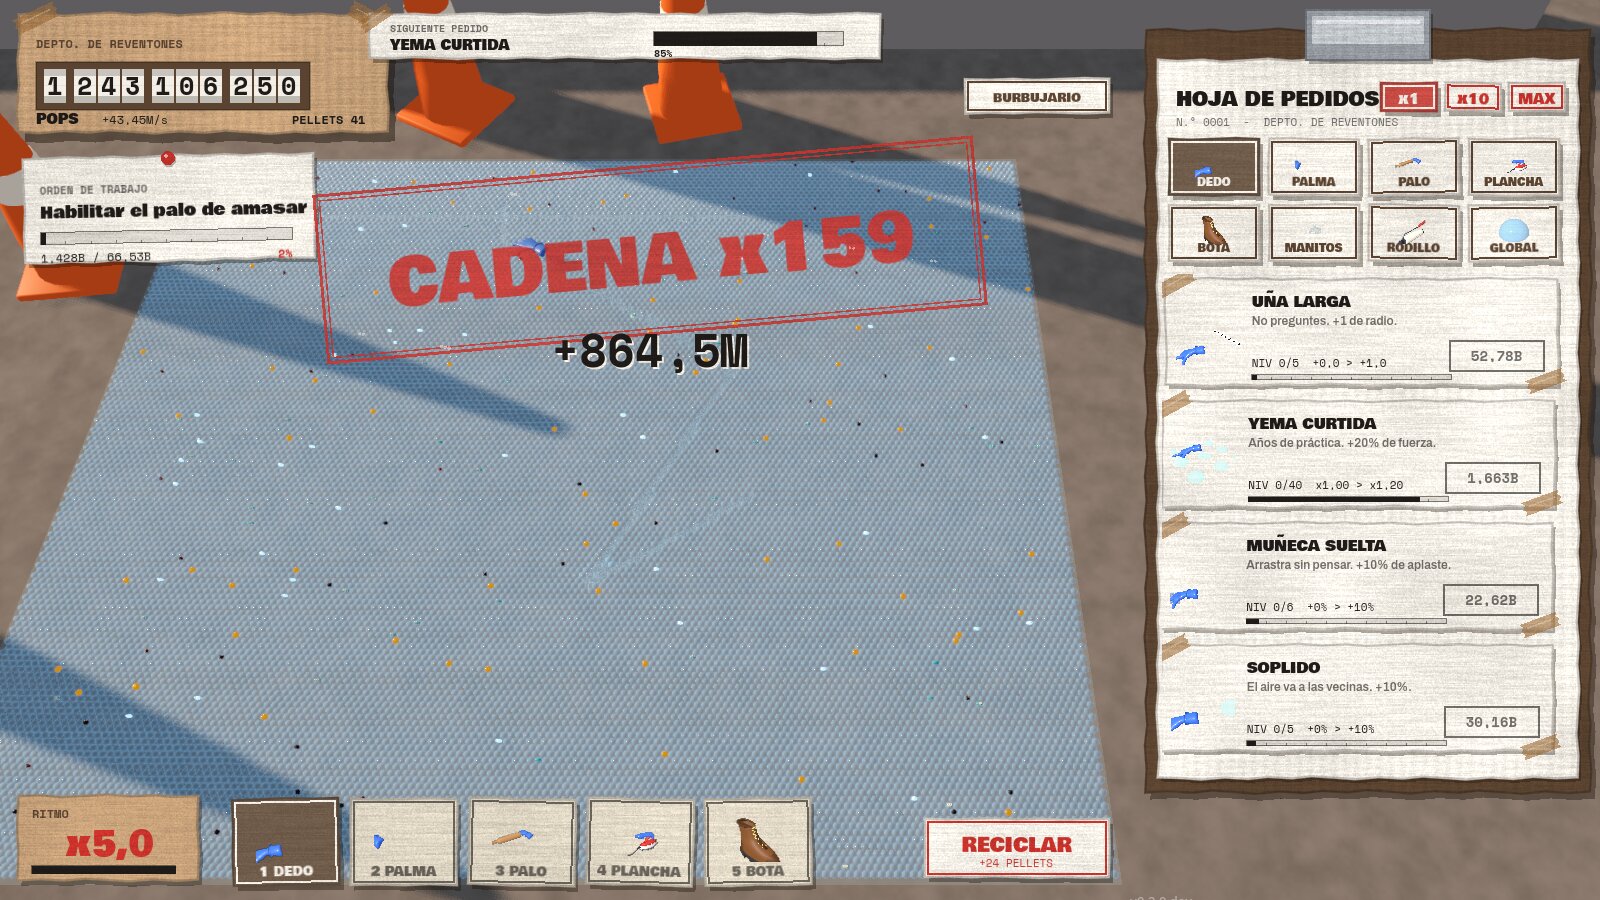 DEPTO. DE REVENTONES
1 243 106 250
POPS +43,45M/s PELLETS 41
SIGUIENTE PEDIDO
YEMA CURTIDA
85%
BURBUJARIO
ORDEN DE TRABAJO
Habilitar el palo de amasar
1,428B / 66,53B 2%
CADENA x159
+864,5M
HOJA DE PEDIDOS x1 x10 MAX
N.° 0001 - DEPTO. DE REVENTONES
DEDO PALMA PALO PLANCHA
BOTA MANITOS RODILLO GLOBAL
UÑA LARGA
No preguntes. +1 de radio.
NIV 0/5 +0,0 > +1,0
52,78B
YEMA CURTIDA
Años de práctica. +20% de fuerza.
NIV 0/40 x1,00 > x1,20
1,663B
MUÑECA SUELTA
Arrastra sin pensar. +10% de aplaste.
NIV 0/6 +0% > +10%
22,62B
SOPLIDO
El aire va a las vecinas. +10%.
NIV 0/5 +0% > +10%
30,16B
RITMO
x5,0
1 DEDO 2 PALMA 3 PALO 4 PLANCHA 5 BOTA
RECICLAR
+24 PELLETS